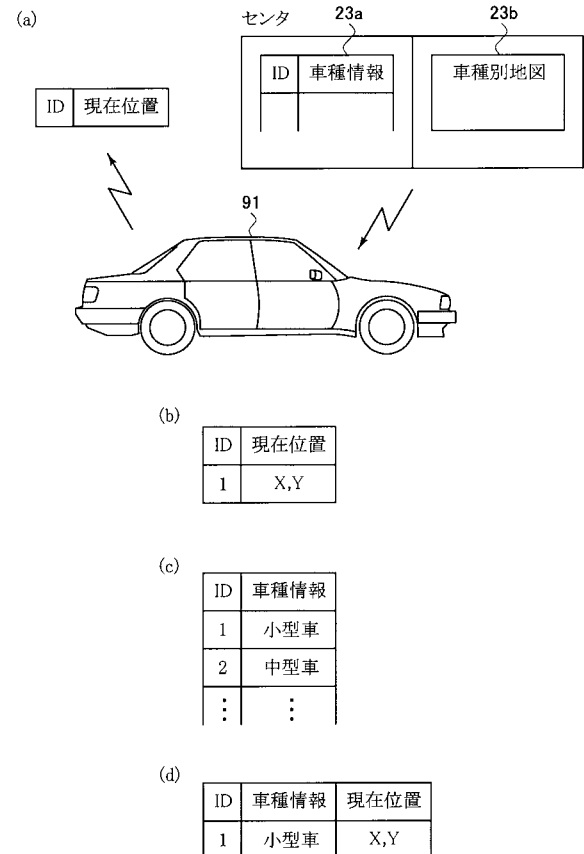 (a)
センタ 23a 23b
ID 車種情報 車種別地図
ID 現在位置
91
(b)
ID 現在位置
1 X,Y
(c)
ID 車種情報
1 小型車
2 中型車
⋮ ⋮
(d)
ID 車種情報 現在位置
1 小型車 X,Y